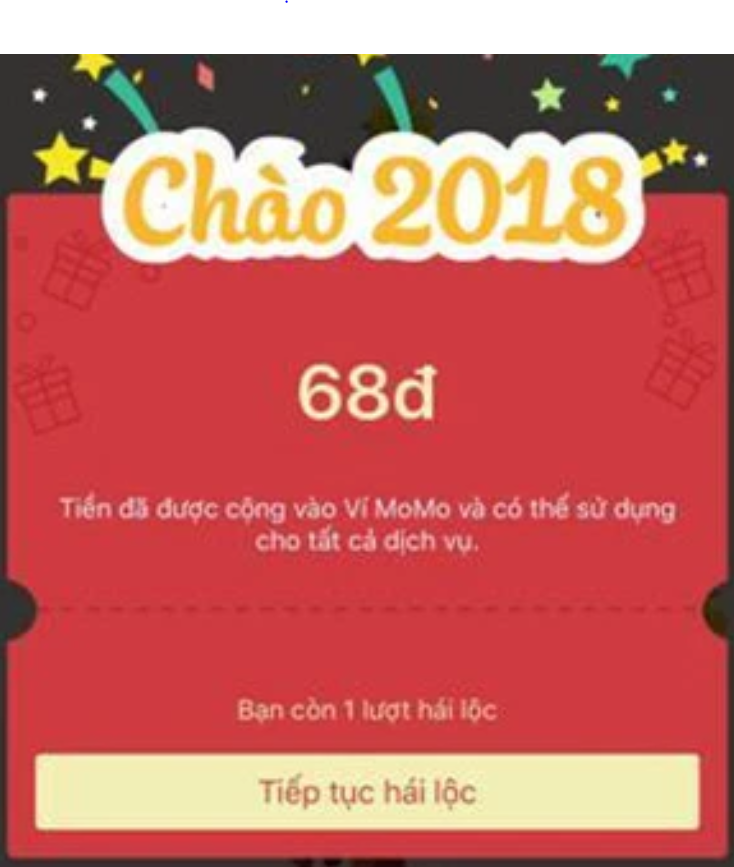 Chào 2018
68đ
Tiền đã được cộng vào Ví MoMo và có thể sử dụng
cho tất cả dịch vụ.
Bạn còn 1 lượt hái lộc
Tiếp tục hái lộc